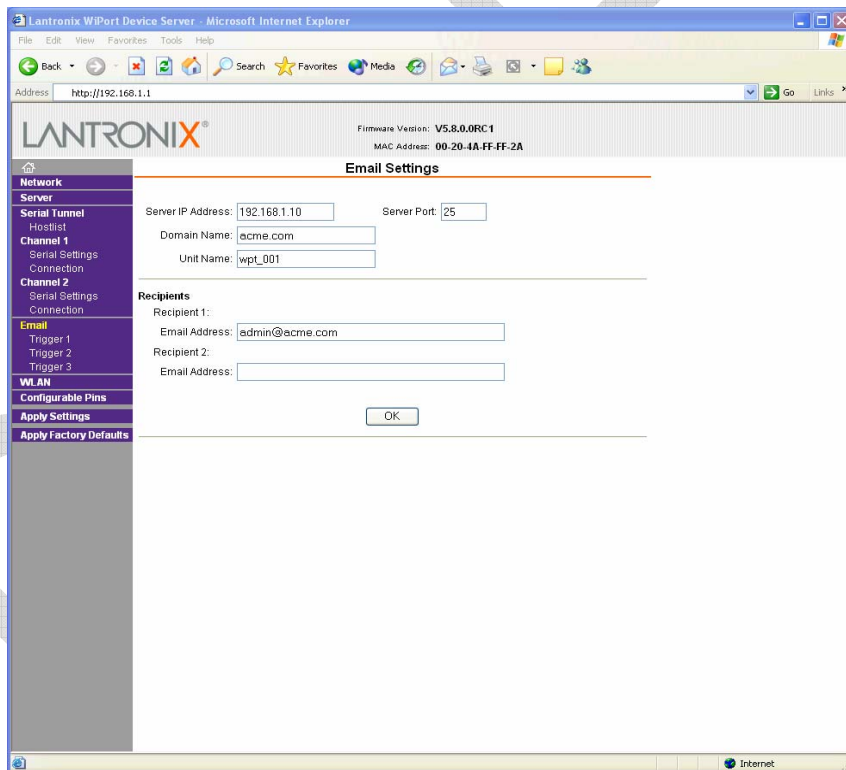 Lantronix WiPort Device Server - Microsoft Internet Explorer
File Edit View Favorites Tools Help
Back Search Favorites Media
Address http://192.168.1.1 Go Links »
LANTRONIX®
Firmware Version: V5.8.0.0RC1
MAC Address: 00-20-4A-FF-FF-2A
Network
Server
Serial Tunnel
Hostlist
Channel 1
Serial Settings
Connection
Channel 2
Serial Settings
Connection
Email
Trigger 1
Trigger 2
Trigger 3
WLAN
Configurable Pins
Apply Settings
Apply Factory Defaults
Email Settings
Server IP Address: 192.168.1.10 Server Port: 25
Domain Name: acme.com
Unit Name: wpt_001
Recipients
Recipient 1:
Email Address: admin@acme.com
Recipient 2:
Email Address:
OK
Internet